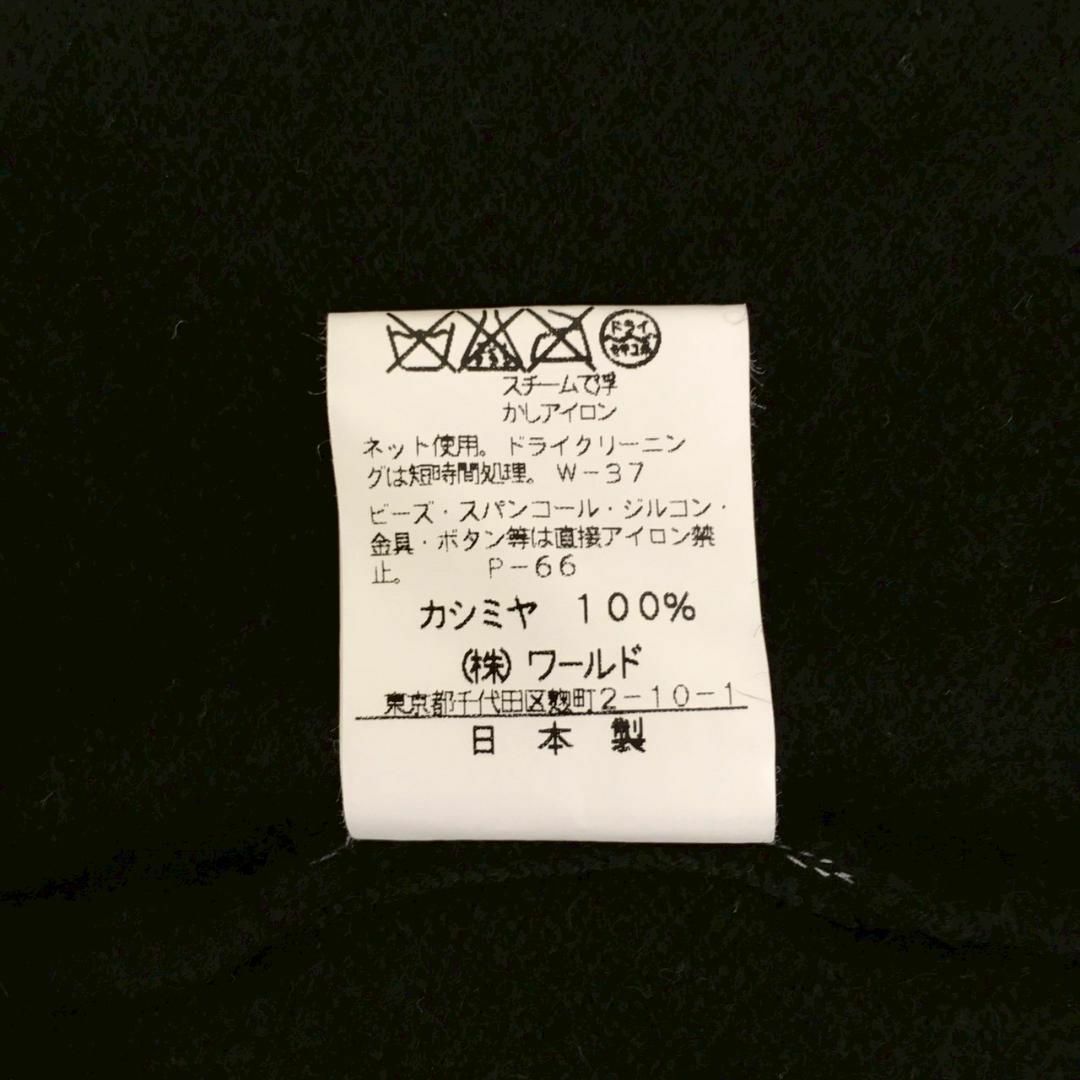 ドライ
セキユ系
スチームで浮
かしアイロン
ネット使用。ドライクリーニン
グは短時間処理。W-37
ビーズ・スパンコール・ジルコン・
金具・ボタン等は直接アイロン禁
止。 P-66
カシミヤ 100%
(株)ワールド
東京都千代田区麹町2-10-1
日本製